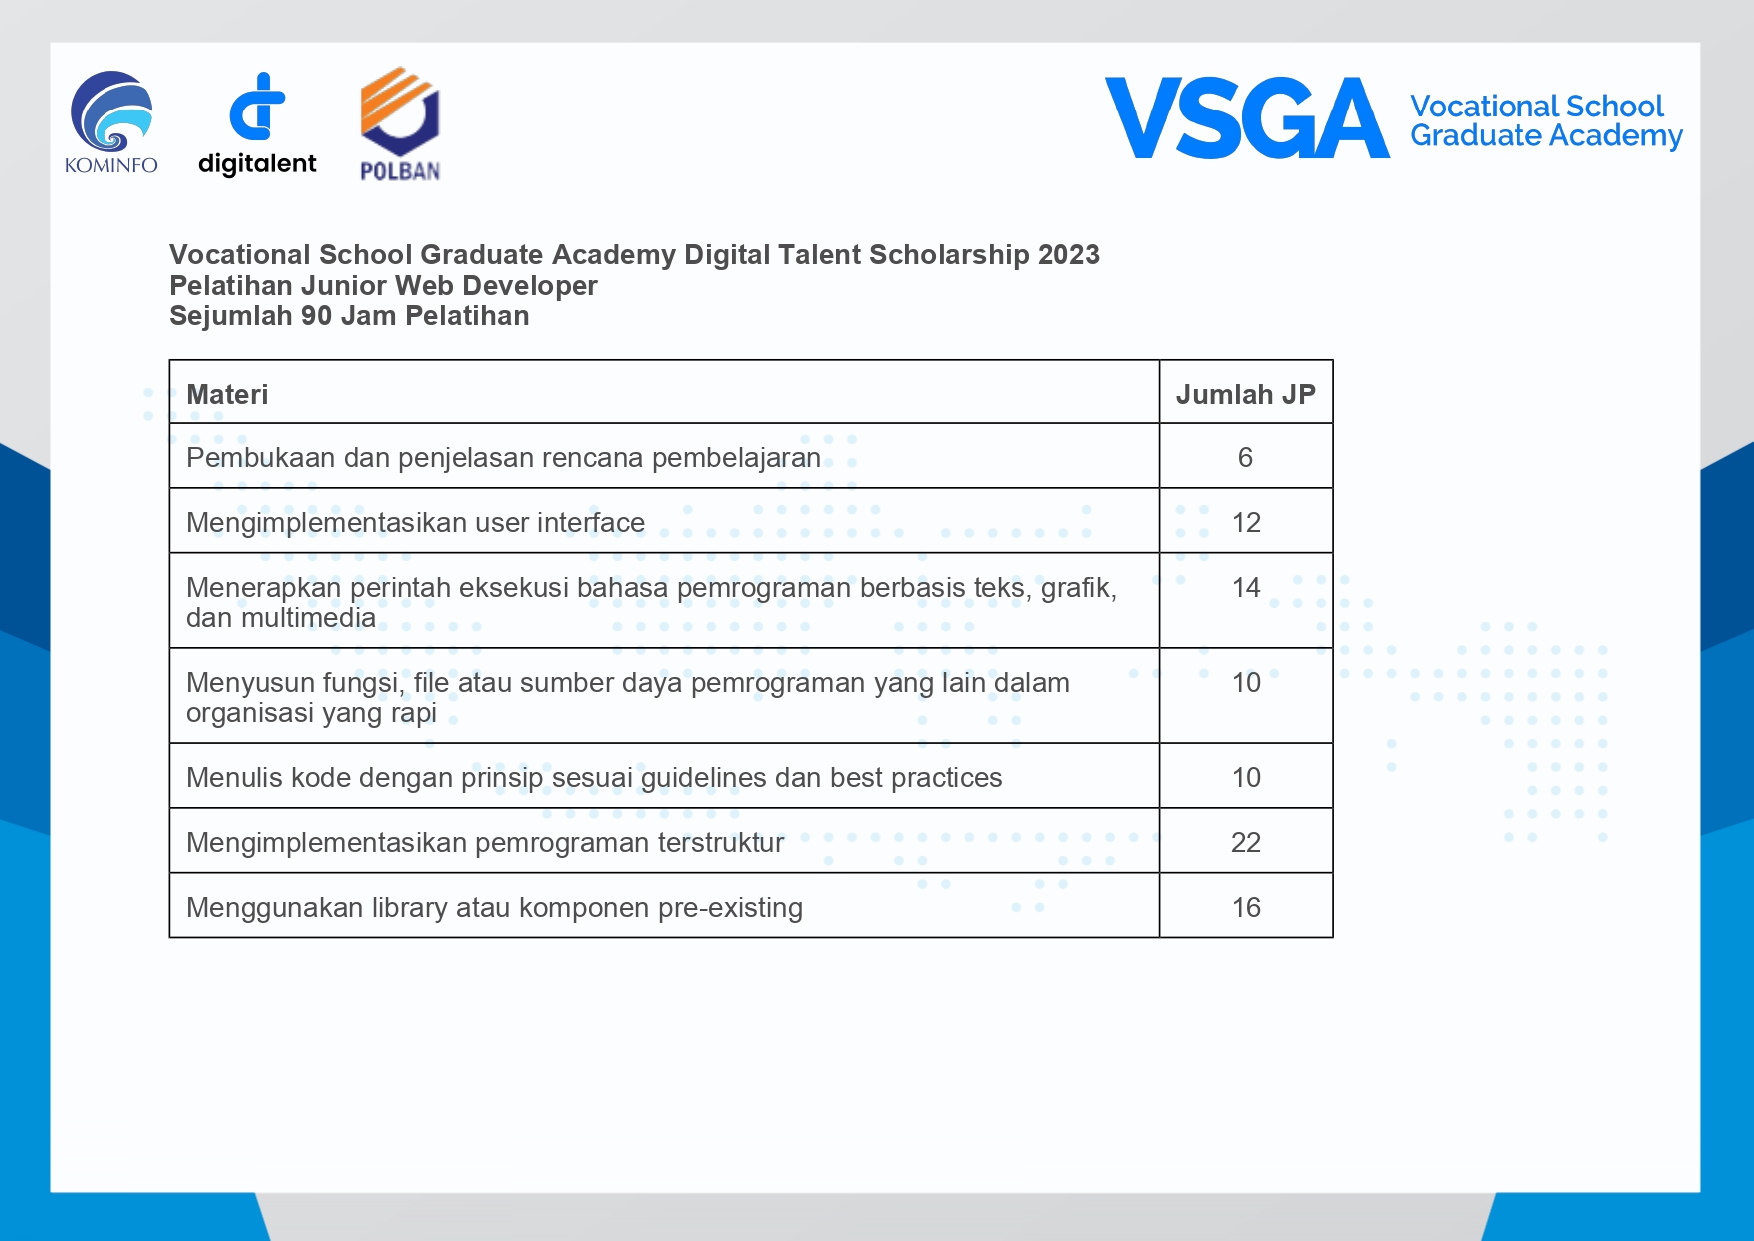 KOMINFO
digitalent
POLBAN
VSGA
Vocational School
Graduate Academy
Vocational School Graduate Academy Digital Talent Scholarship 2023
Pelatihan Junior Web Developer
Sejumlah 90 Jam Pelatihan
Materi Jumlah JP
Pembukaan dan penjelasan rencana pembelajaran 6
Mengimplementasikan user interface 12
Menerapkan perintah eksekusi bahasa pemrograman berbasis teks, grafik, 14
dan multimedia
Menyusun fungsi, file atau sumber daya pemrograman yang lain dalam 10
organisasi yang rapi
Menulis kode dengan prinsip sesuai guidelines dan best practices 10
Mengimplementasikan pemrograman terstruktur 22
Menggunakan library atau komponen pre-existing 16